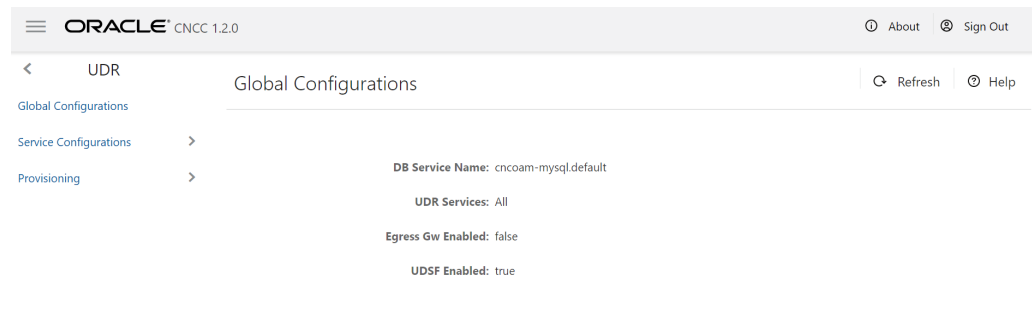 ORACLE® CNCC 1.2.0
About
Sign Out
UDR
Global Configurations
Service Configurations
Provisioning
Global Configurations
Refresh
Help
DB Service Name: cncoam-mysql.default
UDR Services: All
Egress Gw Enabled: false
UDSF Enabled: true